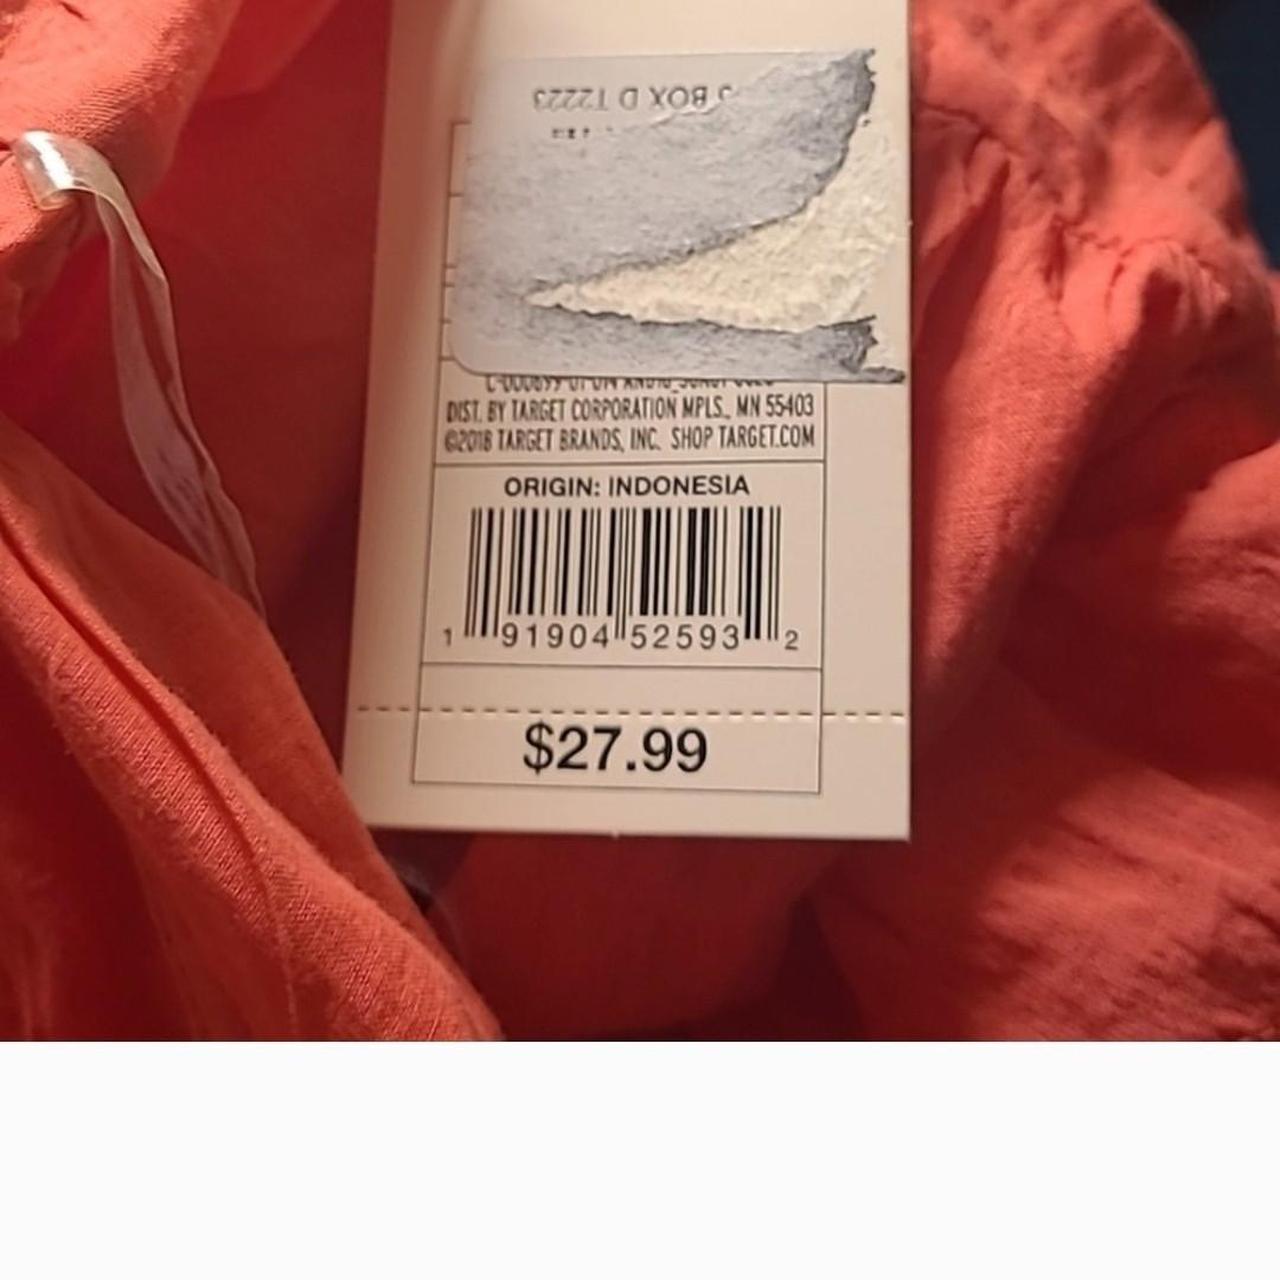 BOX D T2223
DIST. BY TARGET CORPORATION MPLS., MN 55403
©2018 TARGET BRANDS, INC. SHOP TARGET.COM
ORIGIN: INDONESIA
1 91904 52593 2
$27.99